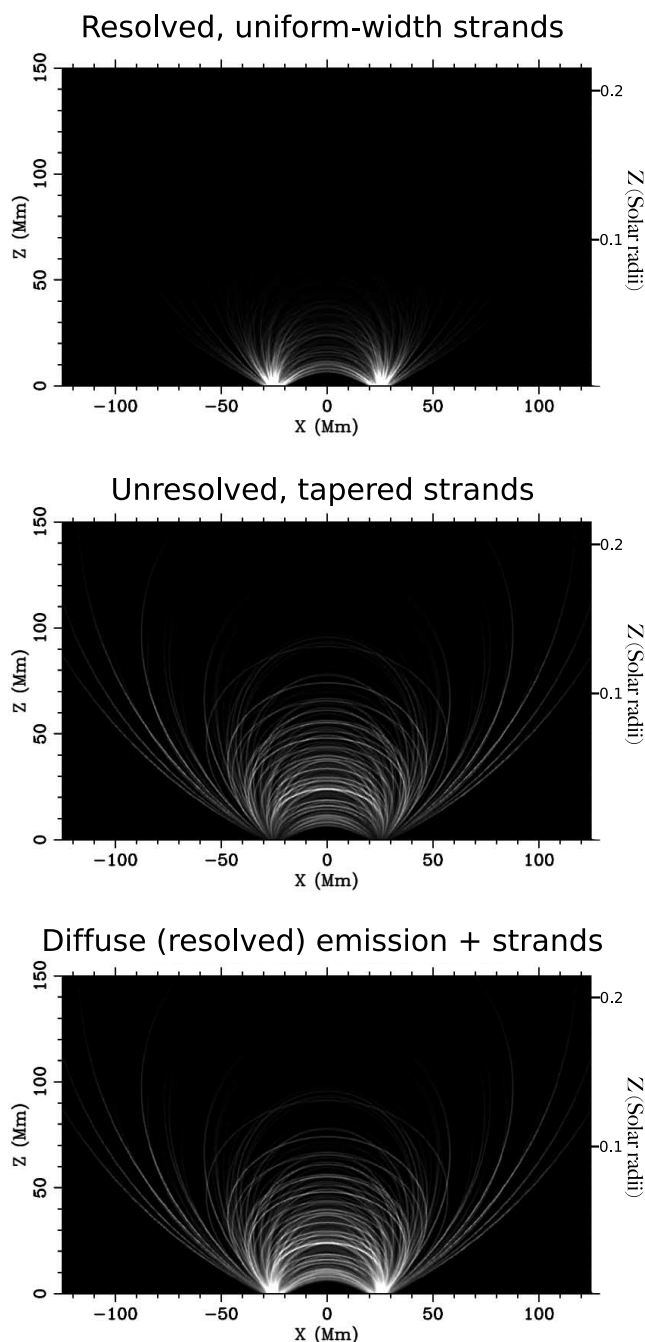 Resolved, uniform-width strands
150
100
50
0
Z (Mm)
0.2
0.1
Z (Solar radii)
−100 −50 0 50 100
X (Mm)
Unresolved, tapered strands
150
100
50
0
Z (Mm)
0.2
0.1
Z (Solar radii)
−100 −50 0 50 100
X (Mm)
Diffuse (resolved) emission + strands
150
100
50
0
Z (Mm)
0.2
0.1
Z (Solar radii)
−100 −50 0 50 100
X (Mm)